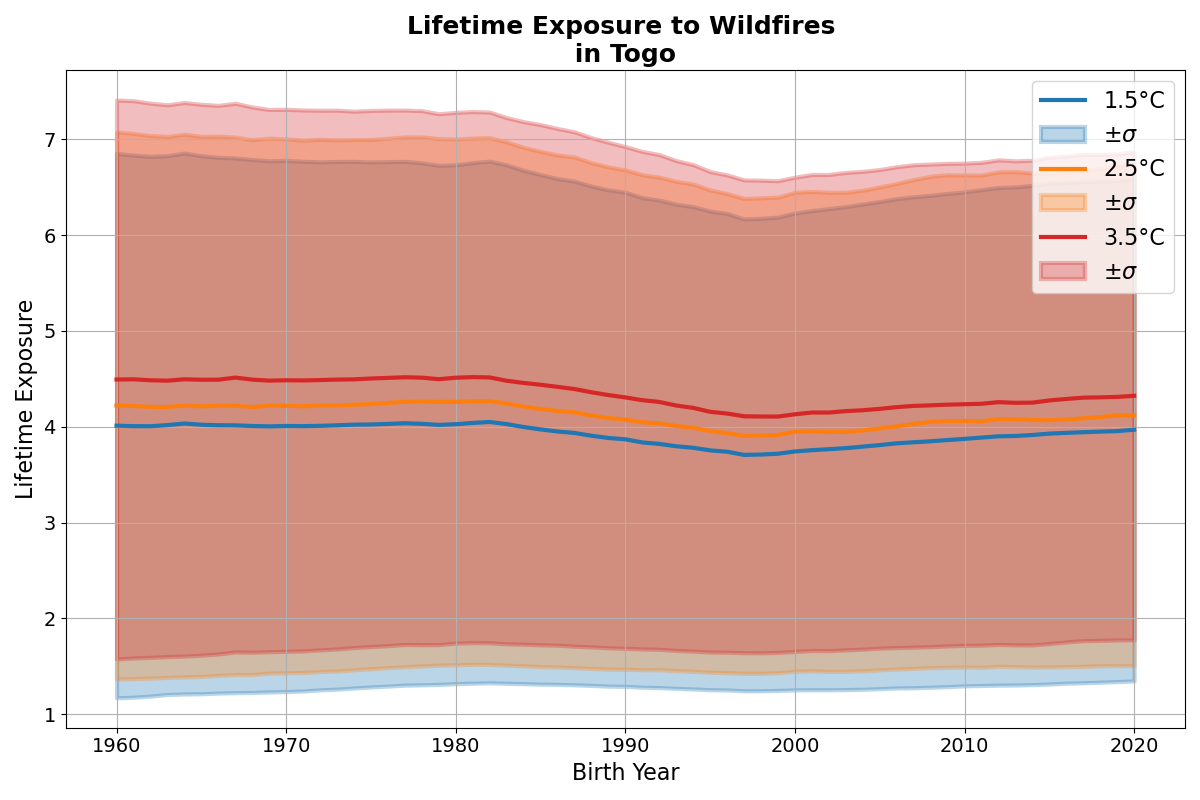 Lifetime Exposure to Wildfires
in Togo
Lifetime Exposure
7
6
5
4
3
2
1
1960 1970 1980 1990 2000 2010 2020
Birth Year
1.5°C
±σ
2.5°C
±σ
3.5°C
±σ